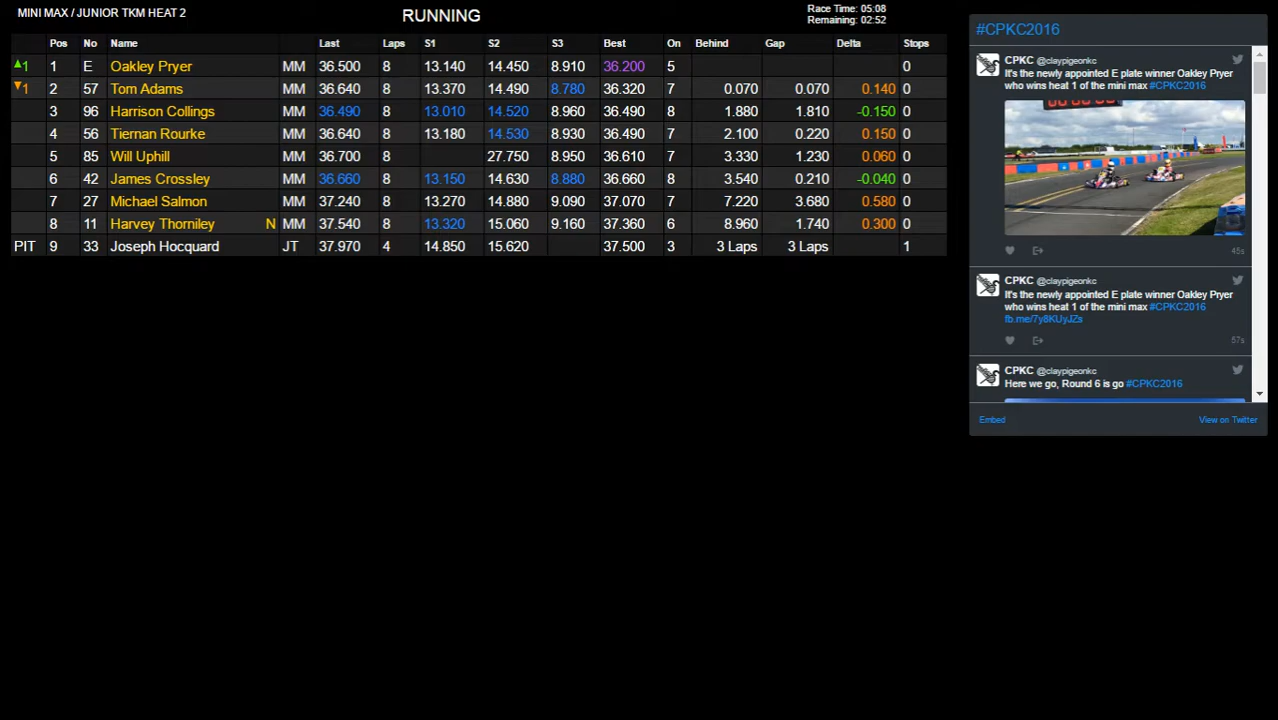 MINI MAX / JUNIOR TKM HEAT 2
RUNNING
Race Time: 05:08
Remaining: 02:52
Pos No Name Last Laps S1 S2 S3 Best On Behind Gap Delta Stops
▲1 1 E Oakley Pryer MM 36.500 8 13.140 14.450 8.910 36.200 5 0
▼1 2 57 Tom Adams MM 36.640 8 13.370 14.490 8.780 36.320 7 0.070 0.070 0.140 0
3 96 Harrison Collings MM 36.490 8 13.010 14.520 8.960 36.490 8 1.880 1.810 -0.150 0
4 56 Tiernan Rourke MM 36.640 8 13.180 14.530 8.930 36.490 7 2.100 0.220 0.150 0
5 85 Will Uphill MM 36.700 8 27.750 8.950 36.610 7 3.330 1.230 0.060 0
6 42 James Crossley MM 36.660 8 13.150 14.630 8.880 36.660 8 3.540 0.210 -0.040 0
7 27 Michael Salmon MM 37.240 8 13.270 14.880 9.090 37.070 7 7.220 3.680 0.580 0
8 11 Harvey Thorniley N MM 37.540 8 13.320 15.060 9.160 37.360 6 8.960 1.740 0.300 0
PIT 9 33 Joseph Hocquard JT 37.970 4 14.850 15.620 37.500 3 3 Laps 3 Laps 1
#CPKC2016
CPKC @claypigeonkc
It's the newly appointed E plate winner Oakley Pryer
who wins heat 1 of the mini max #CPKC2016
45s
CPKC @claypigeonkc
It's the newly appointed E plate winner Oakley Pryer
who wins heat 1 of the mini max #CPKC2016
fb.me/7y8KUyJZs
57s
CPKC @claypigeonkc
Here we go, Round 6 is go #CPKC2016
Embed
View on Twitter